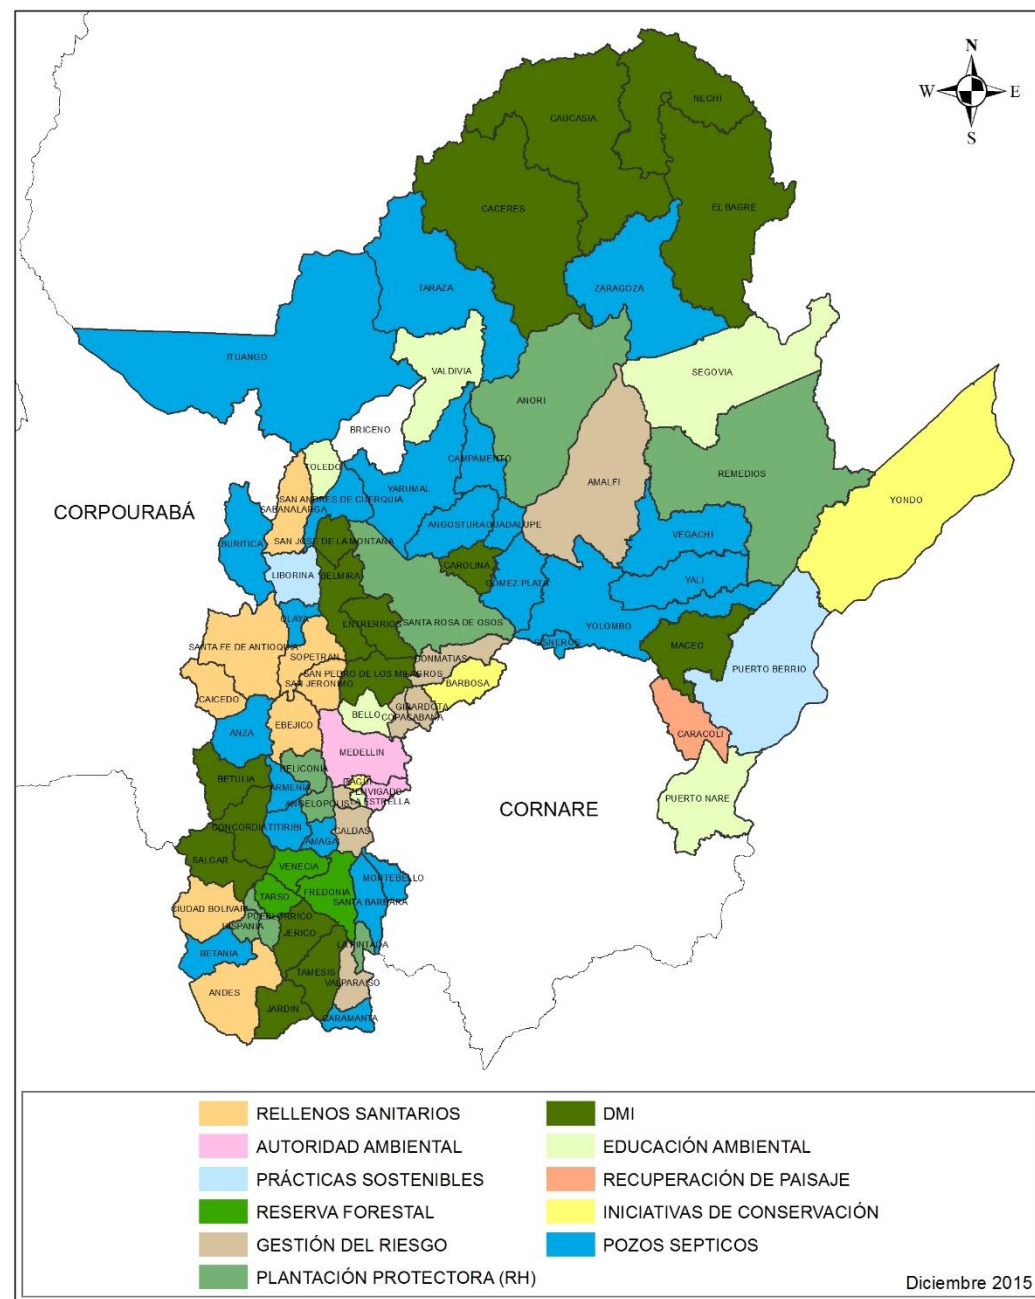 N
W E
S
NECHI
CAUCASIA
CACERES
EL BAGRE
TARAZA
ZARAGOZA
ITUANGO
VALDIVIA
SEGOVIA
ANORI
BRICENO
TOLEDO
CAMPAMENTO
YARUMAL
AMALFI
REMEDIOS
YONDO
SAN ANDRES DE CUERQUIA
SABANALARGA
CORPOURABÁ
ANGOSTURA
GUADALUPE
BURITICA
SAN JOSE DE LA MONTANA
VEGACHI
LIBORINA
BELMIRA
CAROLINA
GOMEZ PLATA
YALI
OLAYA
ENTRERRIOS
SANTA ROSA DE OSOS
YOLOMBO
SANTA FE DE ANTIOQUIA
SOPETRAN
CISNEROS
MACEO
DONMATIAS
PUERTO BERRIO
SAN PEDRO DE LOS MILAGROS
SAN JERONIMO
BARBOSA
CAICEDO
GIRARDOTA
BELLO
COPACABANA
ANZA
EBEJICO
CARACOLI
MEDELLIN
HELICONIA
BETULIA
ARMENIA
ITAGUI
ENVIGADO
PUERTO NARE
ANGELOPOLIS
LA ESTRELLA
CORNARE
CONCORDIA
TITIRIBI
CALDAS
AMAGA
SALGAR
VENECIA
MONTEBELLO
TARSO
FREDONIA
SANTA BARBARA
CIUDAD BOLIVAR
PUEBLORRICO
HISPANIA
JERICO
LA PINTADA
BETANIA
TAMESIS
VALPARAISO
ANDES
JARDIN
CARAMANTA
RELLENOS SANITARIOS
AUTORIDAD AMBIENTAL
PRÁCTICAS SOSTENIBLES
RESERVA FORESTAL
GESTIÓN DEL RIESGO
PLANTACIÓN PROTECTORA (RH)
DMI
EDUCACIÓN AMBIENTAL
RECUPERACIÓN DE PAISAJE
INICIATIVAS DE CONSERVACIÓN
POZOS SEPTICOS
Diciembre 2015